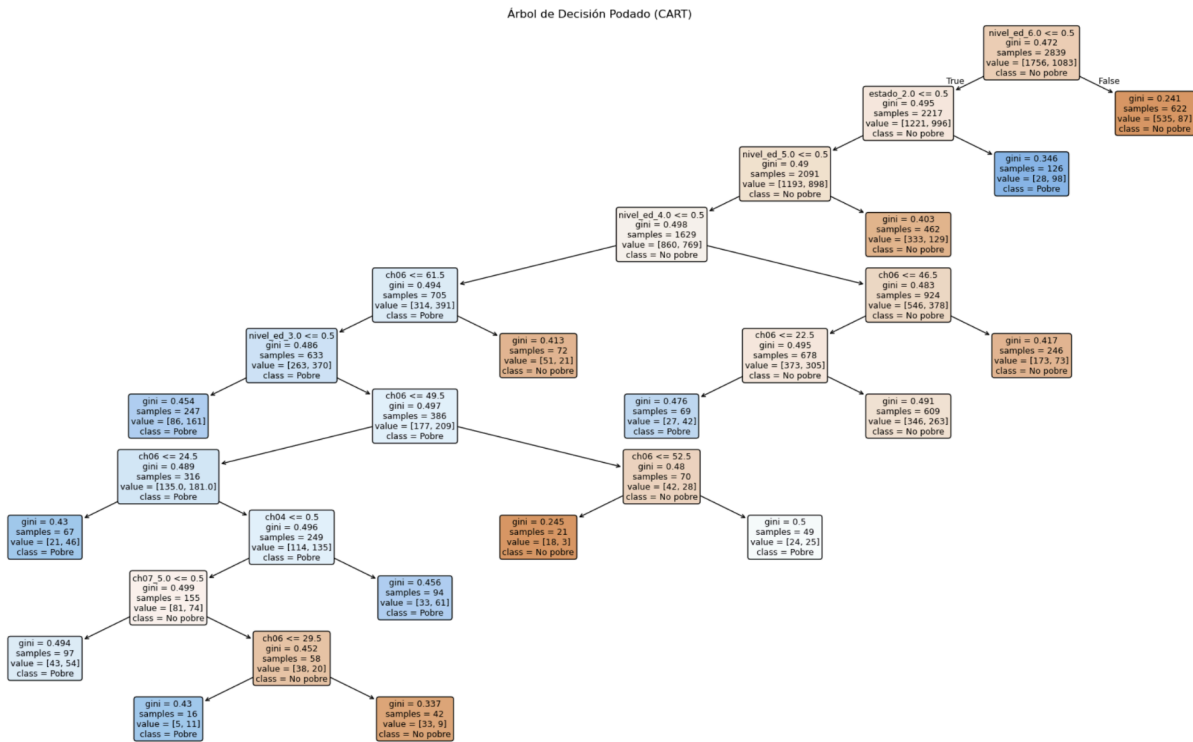 Árbol de Decisión Podado (CART)
nivel_ed_6.0 <= 0.5
gini = 0.472
samples = 2839
value = [1756, 1083]
class = No pobre
True
False
estado_2.0 <= 0.5
gini = 0.495
samples = 2217
value = [1221, 996]
class = No pobre
gini = 0.241
samples = 622
value = [535, 87]
class = No pobre
nivel_ed_5.0 <= 0.5
gini = 0.49
samples = 2091
value = [1193, 898]
class = No pobre
gini = 0.346
samples = 126
value = [28, 98]
class = Pobre
nivel_ed_4.0 <= 0.5
gini = 0.498
samples = 1629
value = [860, 769]
class = No pobre
gini = 0.403
samples = 462
value = [333, 129]
class = No pobre
ch06 <= 61.5
gini = 0.494
samples = 705
value = [314, 391]
class = Pobre
ch06 <= 46.5
gini = 0.483
samples = 924
value = [546, 378]
class = No pobre
nivel_ed_3.0 <= 0.5
gini = 0.486
samples = 633
value = [263, 370]
class = Pobre
gini = 0.413
samples = 72
value = [51, 21]
class = No pobre
ch06 <= 22.5
gini = 0.495
samples = 678
value = [373, 305]
class = No pobre
gini = 0.417
samples = 246
value = [173, 73]
class = No pobre
gini = 0.454
samples = 247
value = [86, 161]
class = Pobre
ch06 <= 49.5
gini = 0.497
samples = 386
value = [177, 209]
class = Pobre
gini = 0.476
samples = 69
value = [27, 42]
class = Pobre
gini = 0.491
samples = 609
value = [346, 263]
class = No pobre
ch06 <= 24.5
gini = 0.489
samples = 316
value = [135.0, 181.0]
class = Pobre
ch06 <= 52.5
gini = 0.48
samples = 70
value = [42, 28]
class = No pobre
gini = 0.43
samples = 67
value = [21, 46]
class = Pobre
ch04 <= 0.5
gini = 0.496
samples = 249
value = [114, 135]
class = Pobre
gini = 0.245
samples = 21
value = [18, 3]
class = No pobre
gini = 0.5
samples = 49
value = [24, 25]
class = Pobre
ch07_5.0 <= 0.5
gini = 0.499
samples = 155
value = [81, 74]
class = No pobre
gini = 0.456
samples = 94
value = [33, 61]
class = Pobre
gini = 0.494
samples = 97
value = [43, 54]
class = Pobre
ch06 <= 29.5
gini = 0.452
samples = 58
value = [38, 20]
class = No pobre
gini = 0.43
samples = 16
value = [5, 11]
class = Pobre
gini = 0.337
samples = 42
value = [33, 9]
class = No pobre